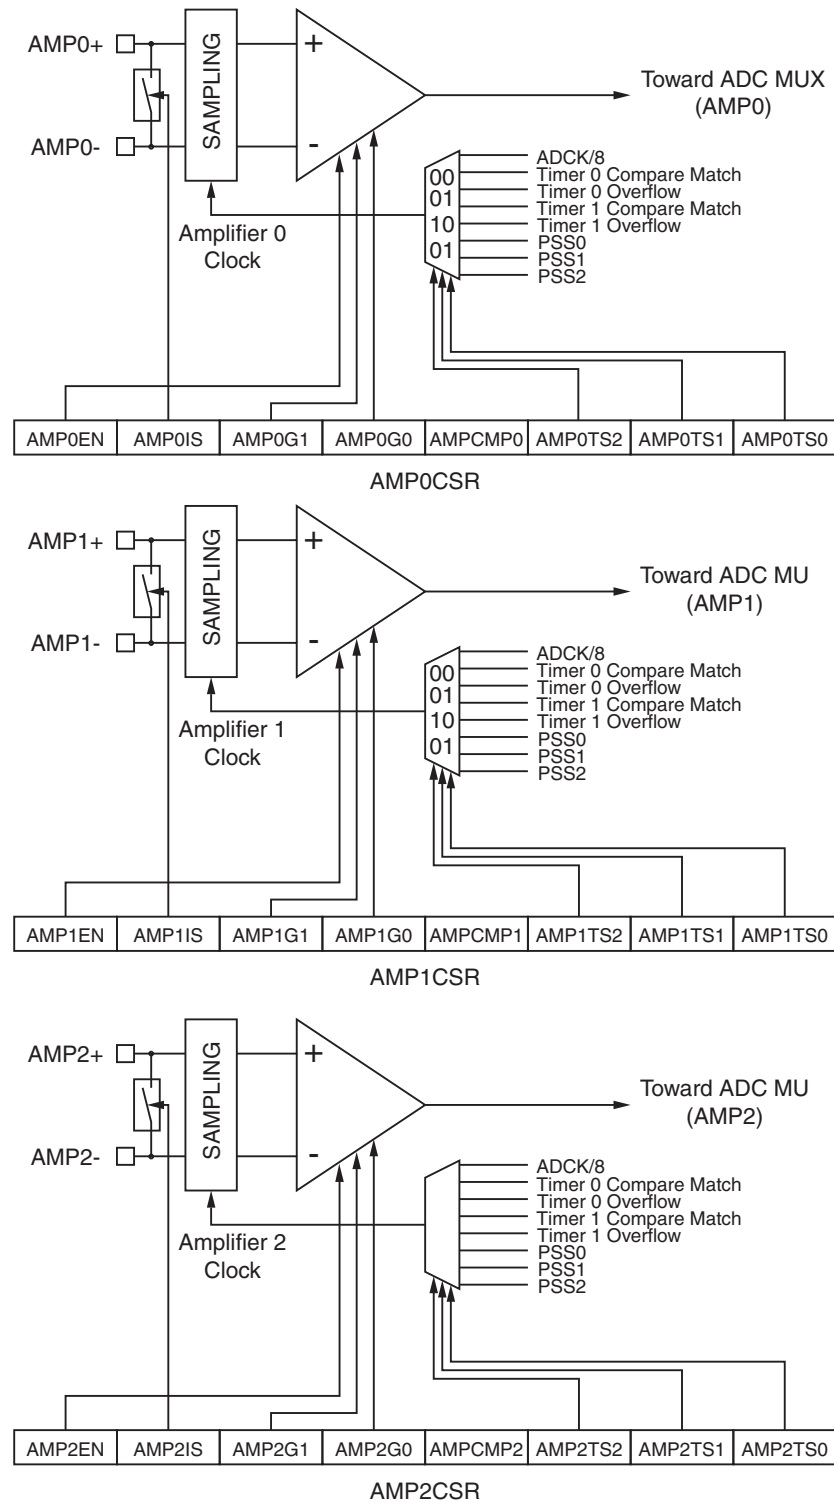 AMP0+
AMP0-
SAMPLING
+
-
Toward ADC MUX
(AMP0)
00
01
10
01
ADCK/8
Timer 0 Compare Match
Timer 0 Overflow
Timer 1 Compare Match
Timer 1 Overflow
PSS0
PSS1
PSS2
Amplifier 0
Clock
AMP0EN AMP0IS AMP0G1 AMP0G0 AMPCMP0 AMP0TS2 AMP0TS1 AMP0TS0
AMP0CSR
AMP1+
AMP1-
SAMPLING
+
-
Toward ADC MU
(AMP1)
00
01
10
01
ADCK/8
Timer 0 Compare Match
Timer 0 Overflow
Timer 1 Compare Match
Timer 1 Overflow
PSS0
PSS1
PSS2
Amplifier 1
Clock
AMP1EN AMP1IS AMP1G1 AMP1G0 AMPCMP1 AMP1TS2 AMP1TS1 AMP1TS0
AMP1CSR
AMP2+
AMP2-
SAMPLING
+
-
Toward ADC MU
(AMP2)
ADCK/8
Timer 0 Compare Match
Timer 0 Overflow
Timer 1 Compare Match
Timer 1 Overflow
PSS0
PSS1
PSS2
Amplifier 2
Clock
AMP2EN AMP2IS AMP2G1 AMP2G0 AMPCMP2 AMP2TS2 AMP2TS1 AMP2TS0
AMP2CSR